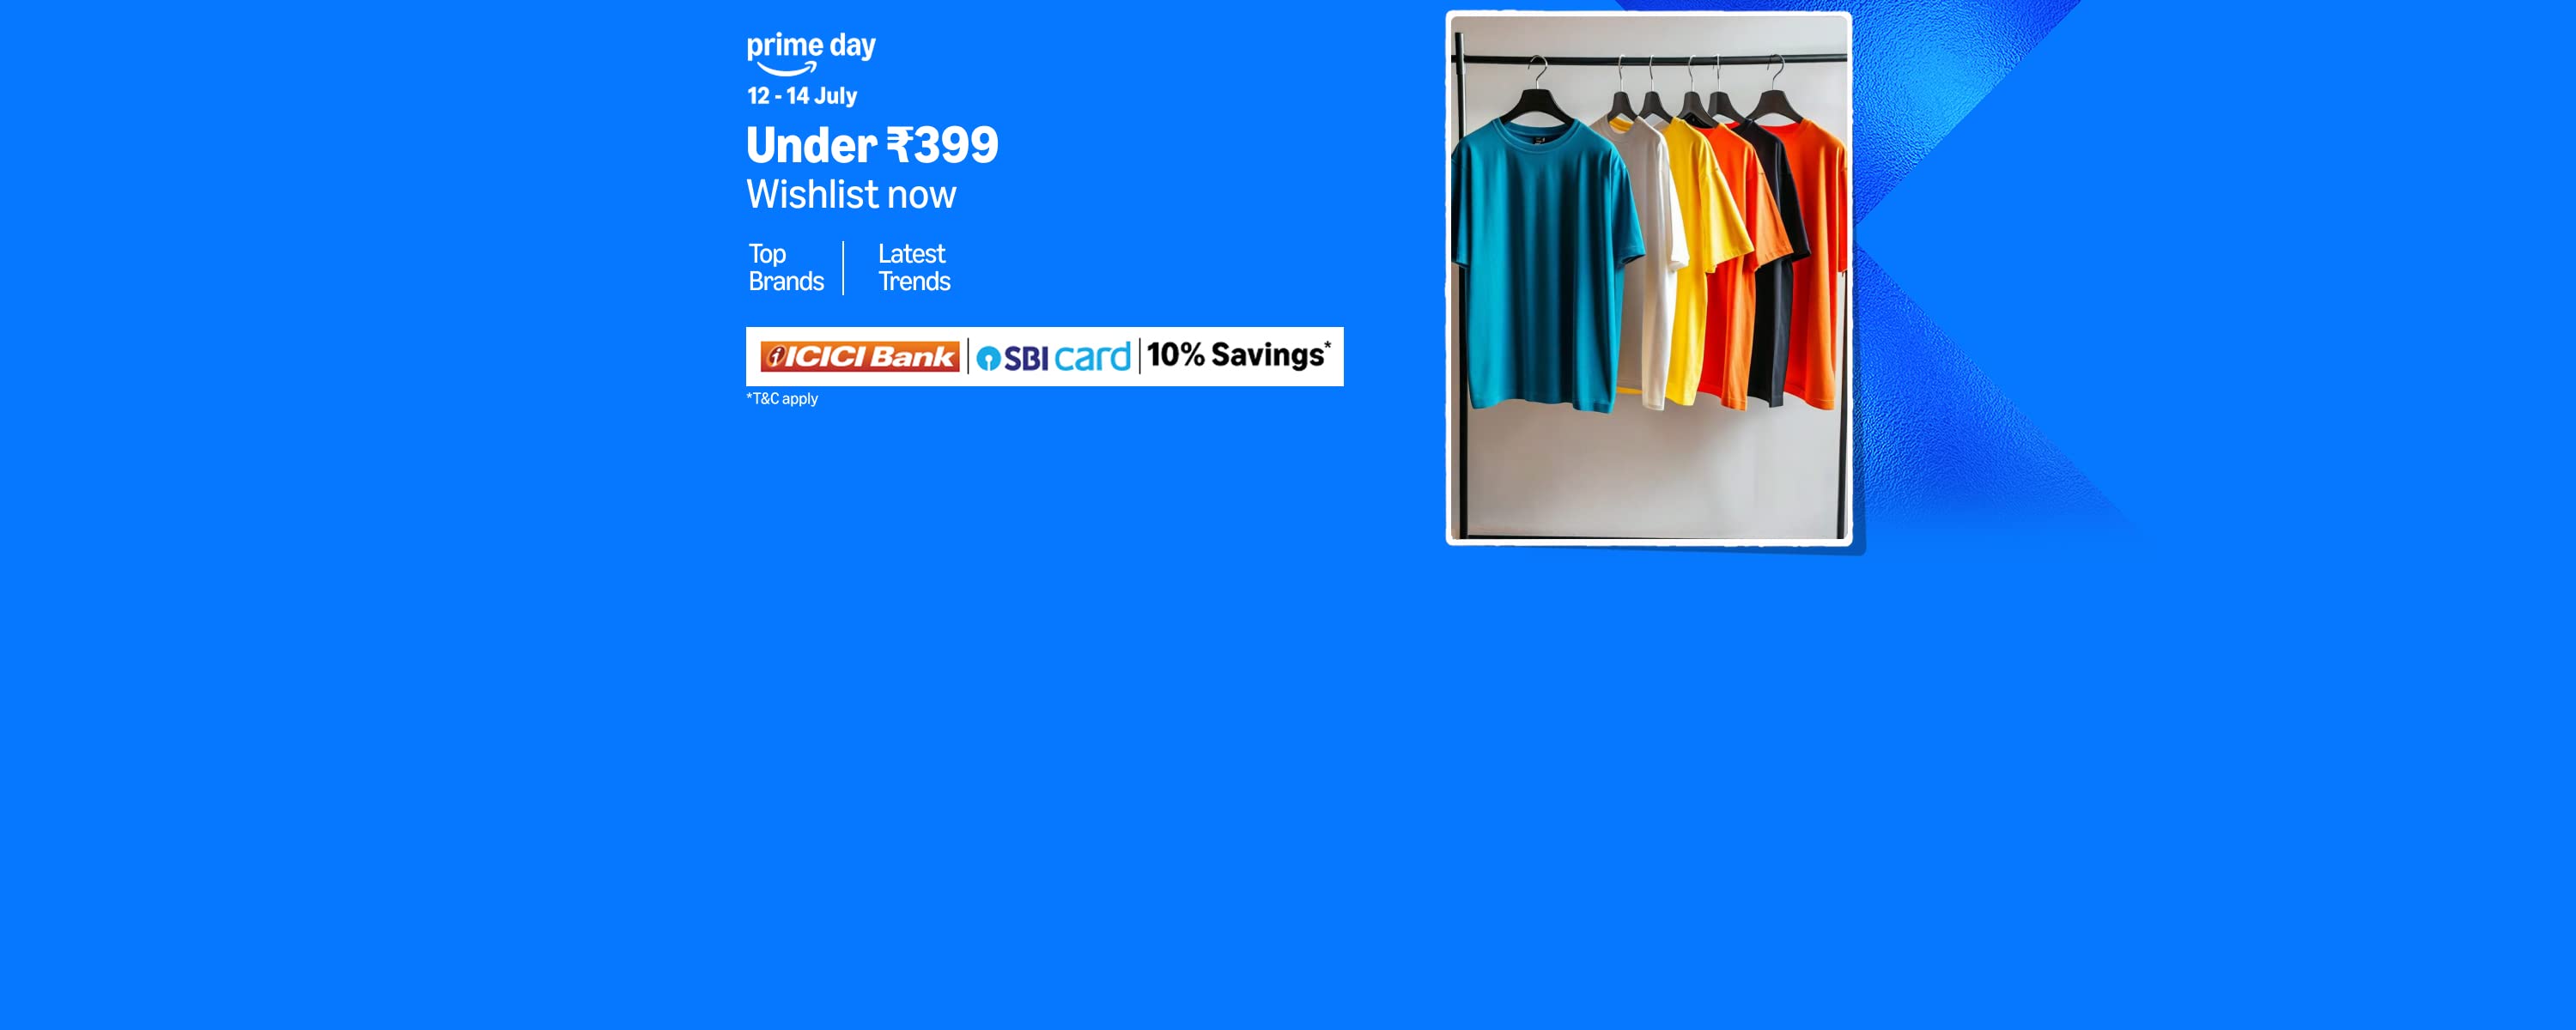 prime day
12 - 14 July
Under ₹399
Wishlist now
Top
Brands
Latest
Trends
ICICI Bank SBI card 10% Savings*
*T&C apply